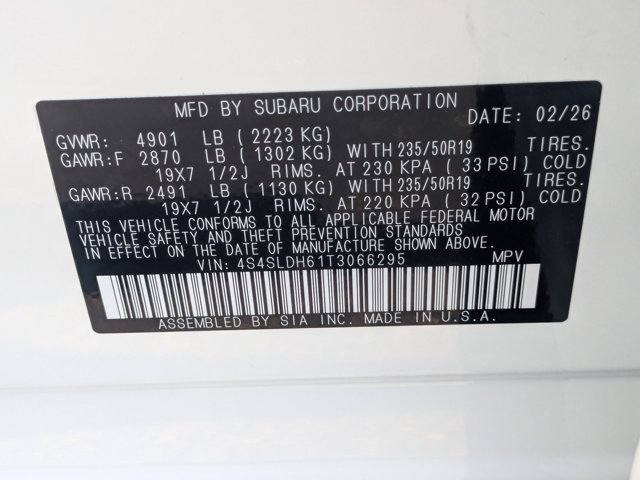 MFD BY SUBARU CORPORATION DATE: 02/26
GVWR: 4901 LB ( 2223 KG)
GAWR:F 2870 LB ( 1302 KG) WITH 235/50R19 TIRES.
19X7 1/2J RIMS. AT 230 KPA ( 33 PSI) COLD
GAWR:R 2491 LB ( 1130 KG) WITH 235/50R19 TIRES.
19X7 1/2J RIMS. AT 220 KPA ( 32 PSI) COLD
THIS VEHICLE CONFORMS TO ALL APPLICABLE FEDERAL MOTOR
VEHICLE SAFETY AND THEFT PREVENTION STANDARDS
IN EFFECT ON THE DATE OF MANUFACTURE SHOWN ABOVE.
VIN: 4S4SLDH61T3066295 MPV
ASSEMBLED BY SIA INC. MADE IN U.S.A.